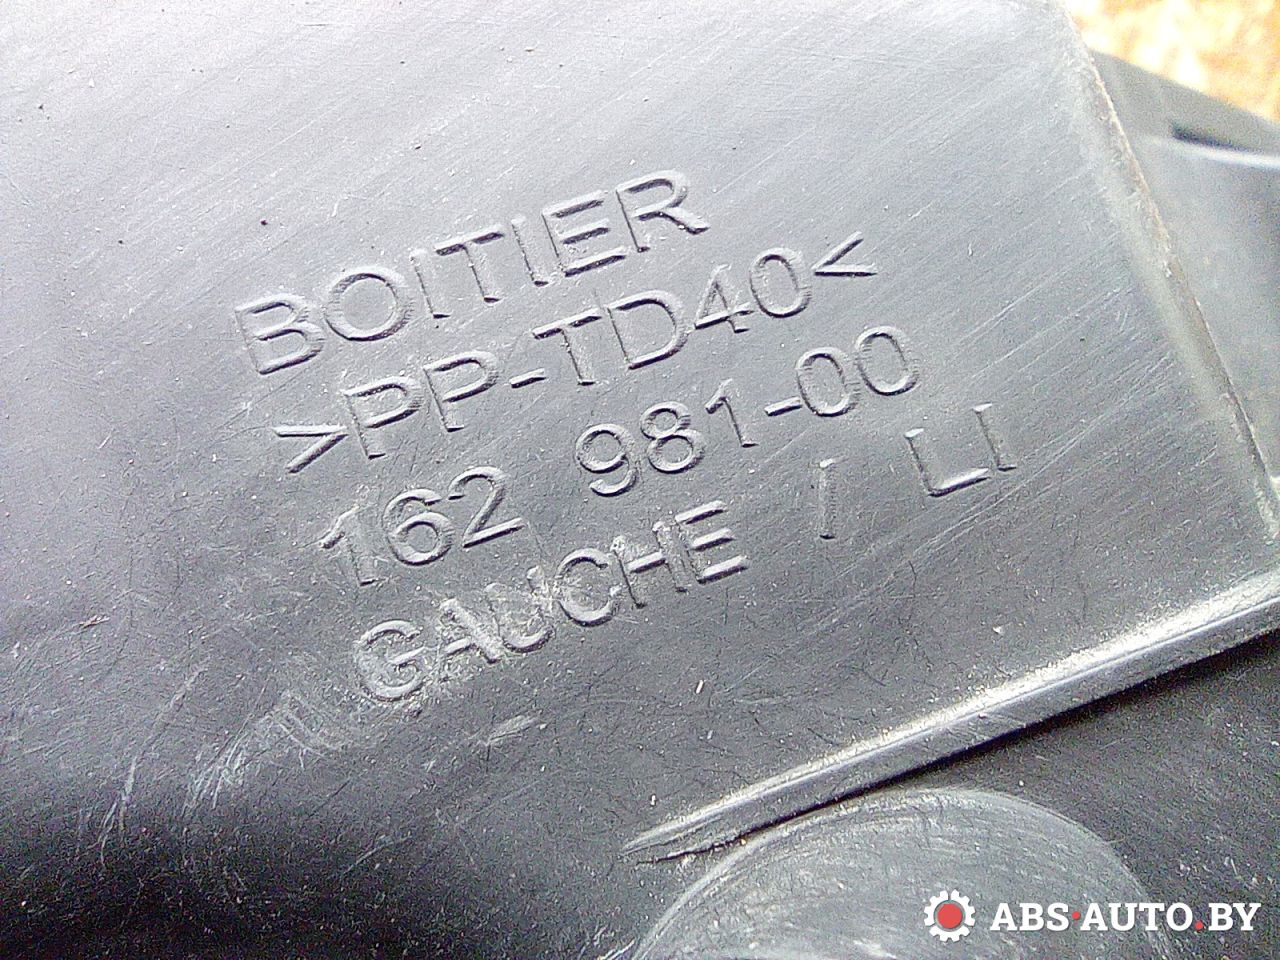 BOITIER
>PP-TD40<
162 981-00
GAUCHE / LI
ABS·AUTO.BY